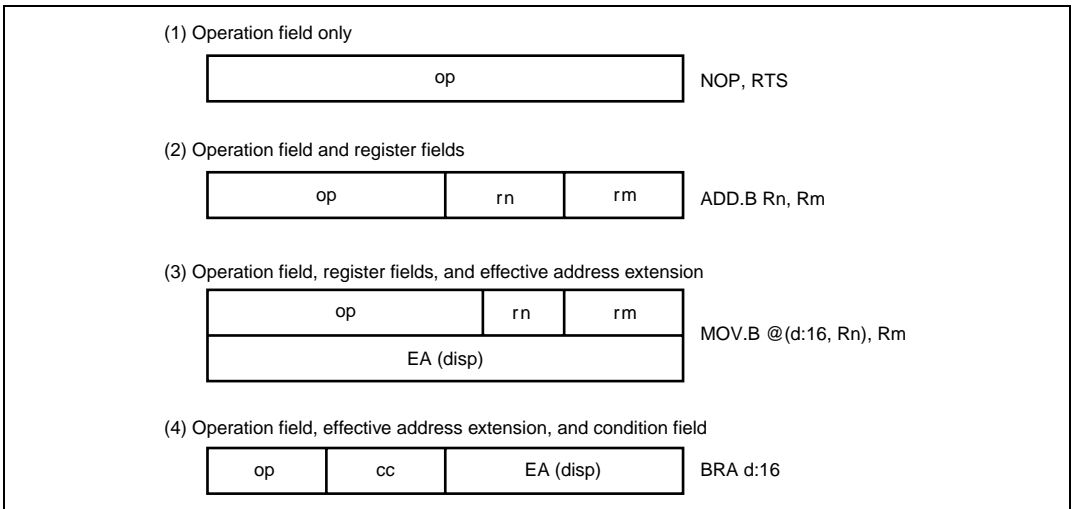 (1) Operation field only
op
NOP, RTS
(2) Operation field and register fields
op rn rm
ADD.B Rn, Rm
(3) Operation field, register fields, and effective address extension
op rn rm
EA (disp)
MOV.B @(d:16, Rn), Rm
(4) Operation field, effective address extension, and condition field
op cc EA (disp)
BRA d:16